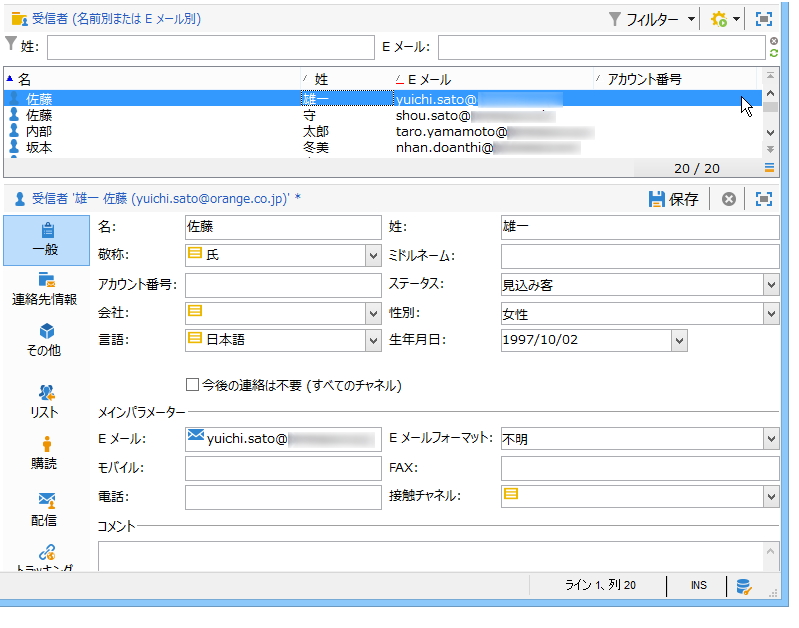 受信者 (名前別または E メール別)
フィルター
姓:
E メール:
名 姓 E メール アカウント番号
佐藤 雄一 yuichi.sato@
佐藤 守 shou.sato@
内部 太郎 taro.yamamoto@
坂本 冬美 nhan.doanthi@
20 / 20
受信者 '雄一 佐藤 (yuichi.sato@orange.co.jp)' *
保存
一般
連絡先情報
その他
リスト
購読
配信
トラッキング
名: 佐藤 姓: 雄一
敬称: 氏 ミドルネーム:
アカウント番号: ステータス: 見込み客
会社: 性別: 女性
言語: 日本語 生年月日: 1997/10/02
今後の連絡は不要 (すべてのチャネル)
メインパラメーター
E メール: yuichi.sato@ E メールフォーマット: 不明
モバイル: FAX:
電話: 接触チャネル:
コメント
ライン 1、列 20 INS